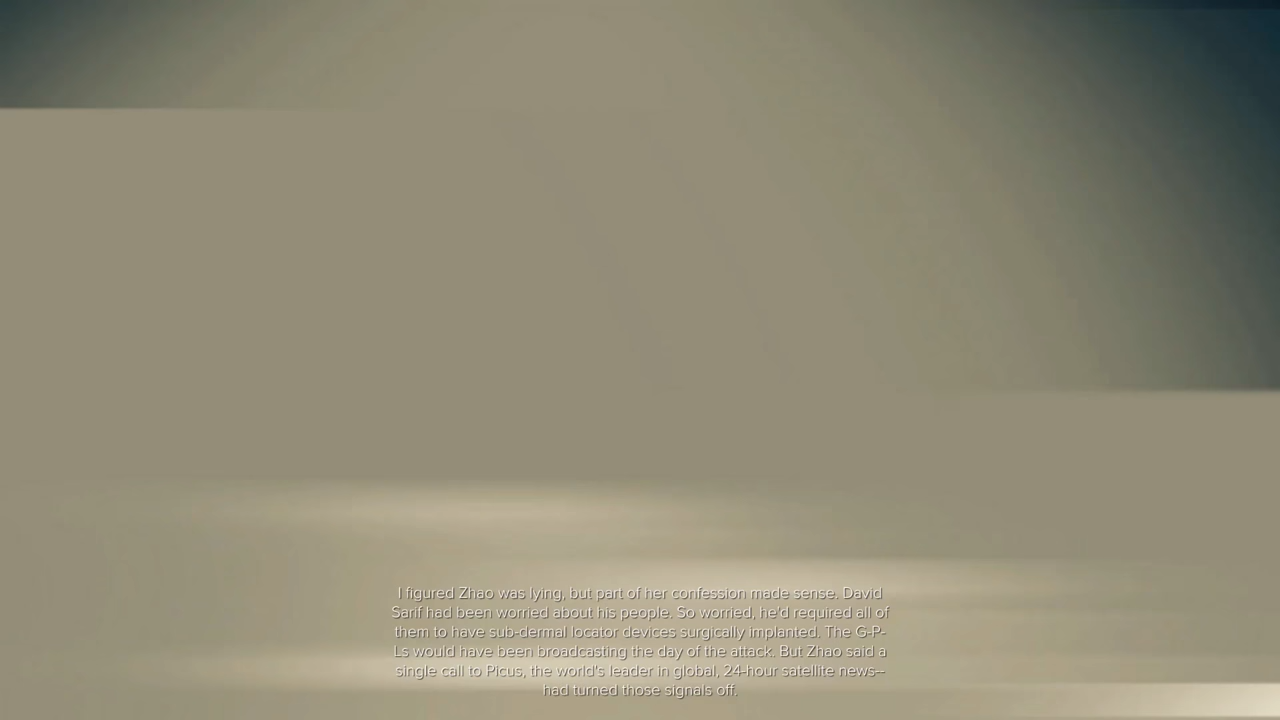 I figured Zhao was lying, but part of her confession made sense. David
Sarif had been worried about his people. So worried, he'd required all of
them to have sub-dermal locator devices surgically implanted. The G-P-
Ls would have been broadcasting the day of the attack. But Zhao said a
single call to Picus, the world's leader in global, 24-hour satellite news--
had turned those signals off.